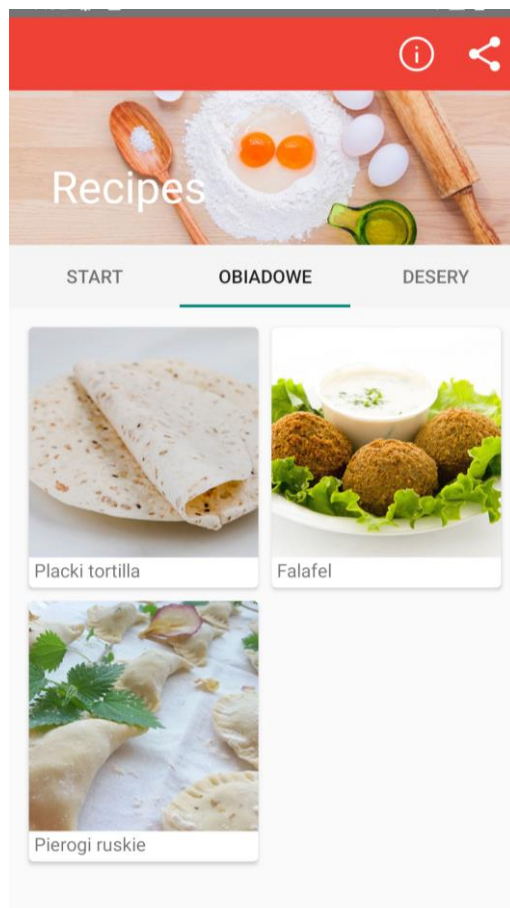 Recipes
START
OBIADOWE
DESERY
Placki tortilla
Falafel
Pierogi ruskie